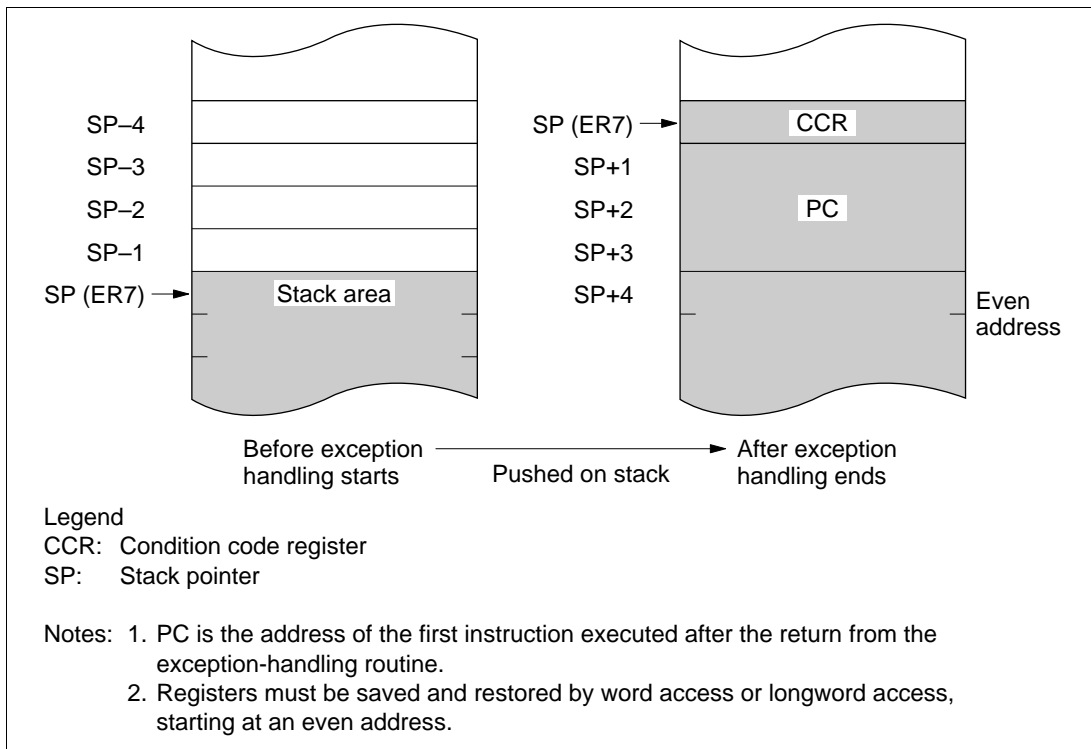 SP–4
SP–3
SP–2
SP–1
SP (ER7)
Stack area
SP (ER7)
SP+1
SP+2
SP+3
SP+4
CCR
PC
Even
address
Before exception
handling starts
Pushed on stack
After exception
handling ends
Legend
CCR: Condition code register
SP: Stack pointer
Notes: 1. PC is the address of the first instruction executed after the return from the
exception-handling routine.
2. Registers must be saved and restored by word access or longword access,
starting at an even address.